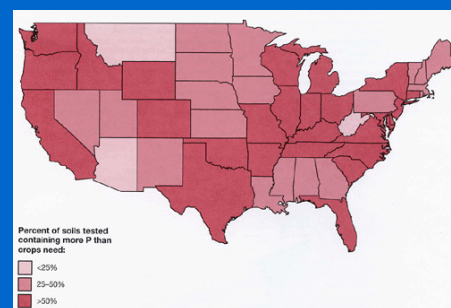 Percent of soils tested
containing more P than
crops need:
<25%
25-50%
>50%